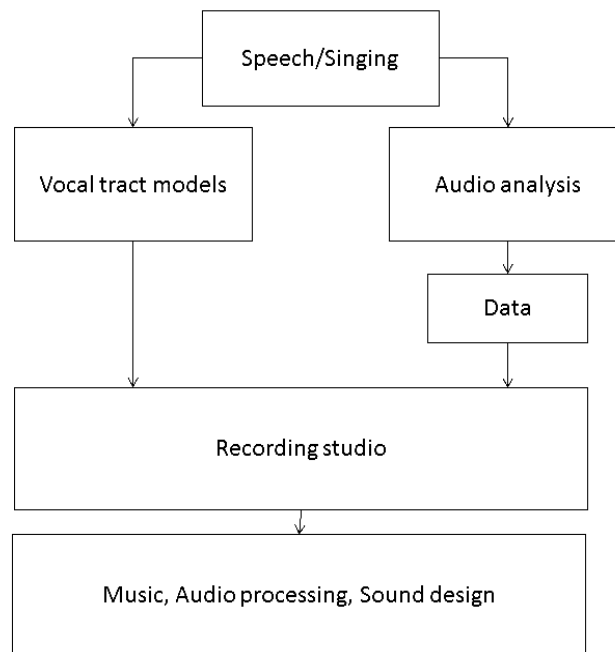 Speech/Singing
Vocal tract models
Audio analysis
Data
Recording studio
Music, Audio processing, Sound design